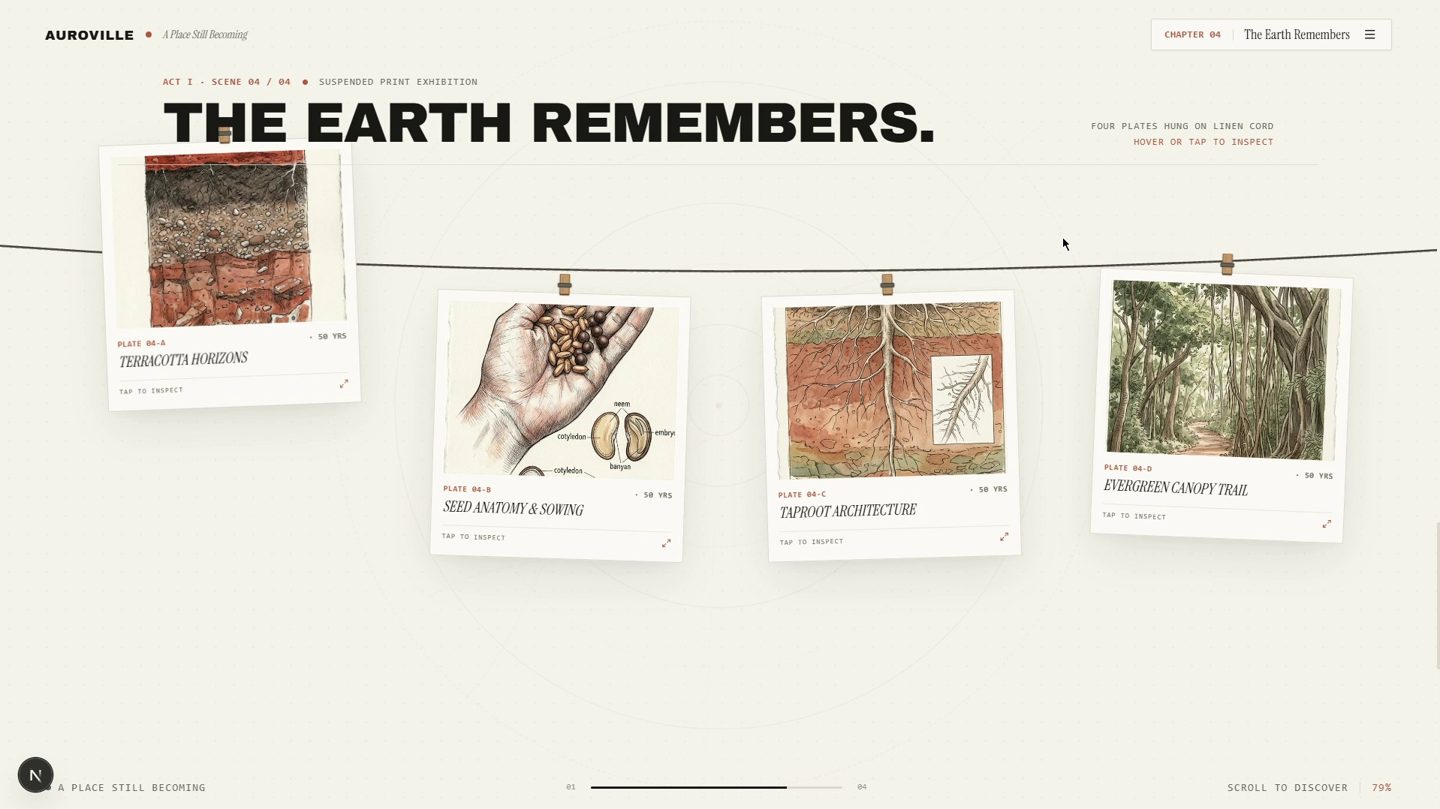 AUROVILLE • A Place Still Becoming
CHAPTER 04 | The Earth Remembers
ACT I · SCENE 04 / 04 • SUSPENDED PRINT EXHIBITION
THE EARTH REMEMBERS.
FOUR PLATES HUNG ON LINEN CORD
HOVER OR TAP TO INSPECT
PLATE 04-A · 50 YRS
TERRACOTTA HORIZONS
TAP TO INSPECT
neem
cotyledon embryo
banyan
cotyledon
PLATE 04-B · 50 YRS
SEED ANATOMY & SOWING
TAP TO INSPECT
PLATE 04-C · 50 YRS
TAPROOT ARCHITECTURE
TAP TO INSPECT
PLATE 04-D · 50 YRS
EVERGREEN CANOPY TRAIL
TAP TO INSPECT
N
A PLACE STILL BECOMING
01 04
SCROLL TO DISCOVER | 79%